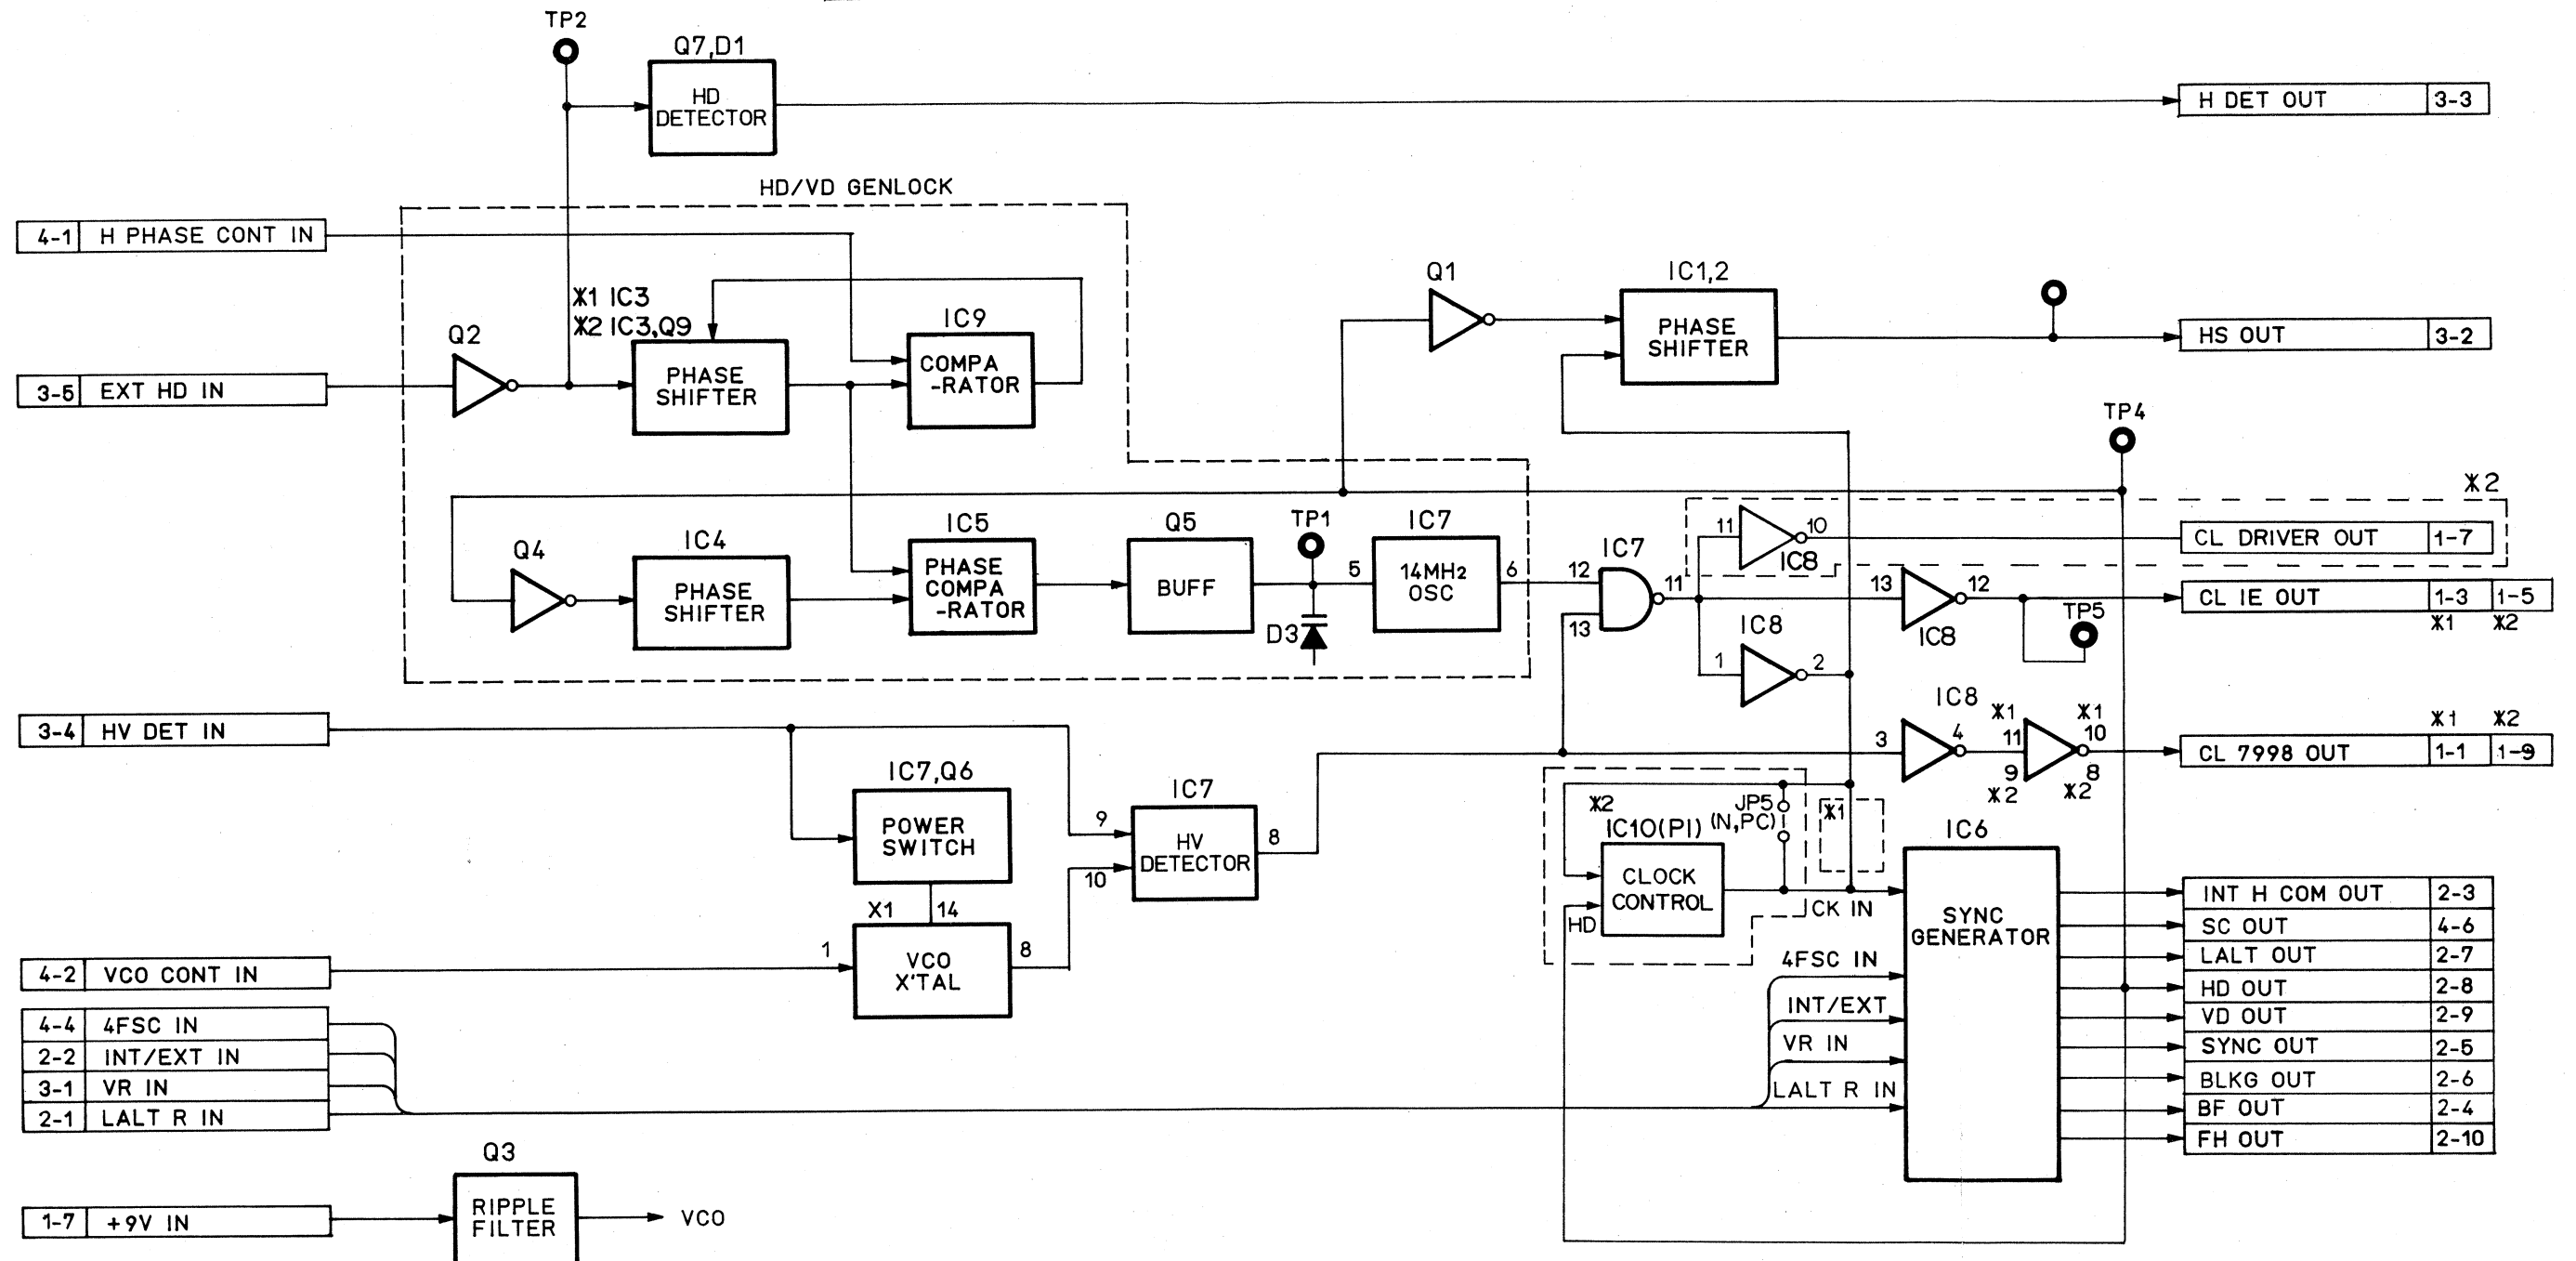 TP2
Q7,D1
HD
DETECTOR
H DET OUT 3-3
HD/VD GENLOCK
4-1 H PHASE CONT IN
Q2
※1 IC3
※2 IC3,Q9
IC9
PHASE
SHIFTER
COMPA
-RATOR
3-5 EXT HD IN
Q1
IC1,2
PHASE
SHIFTER
HS OUT 3-2
TP4
Q4
IC4
PHASE
SHIFTER
IC5
PHASE
COMPA
-RATOR
Q5
BUFF
TP1
D3
IC7
5
14MHz
OSC
6
12
13
IC7
11
※2
11
10
IC8
CL DRIVER OUT 1-7
13
12
IC8
CL IE OUT 1-3 1-5
※1 ※2
TP5
IC8
1
2
3-4 HV DET IN
IC7,Q6
POWER
SWITCH
IC7
9
10
HV
DETECTOR
8
IC8
3
4
※1
11
9
※2
※1
10
8
※2
※1 ※2
CL 7998 OUT 1-1 1-9
※2
IC10(PI)
JP5
(N,PC)
※1
CLOCK
CONTROL
HD
CK IN
IC6
SYNC
GENERATOR
X1
14
1
VCO
X'TAL
8
4-2 VCO CONT IN
4-4 4FSC IN
2-2 INT/EXT IN
3-1 VR IN
2-1 LALT R IN
4FSC IN
INT/EXT
VR IN
LALT R IN
INT H COM OUT 2-3
SC OUT 4-6
LALT OUT 2-7
HD OUT 2-8
VD OUT 2-9
SYNC OUT 2-5
BLKG OUT 2-6
BF OUT 2-4
FH OUT 2-10
Q3
1-7 +9V IN
RIPPLE
FILTER
VCO